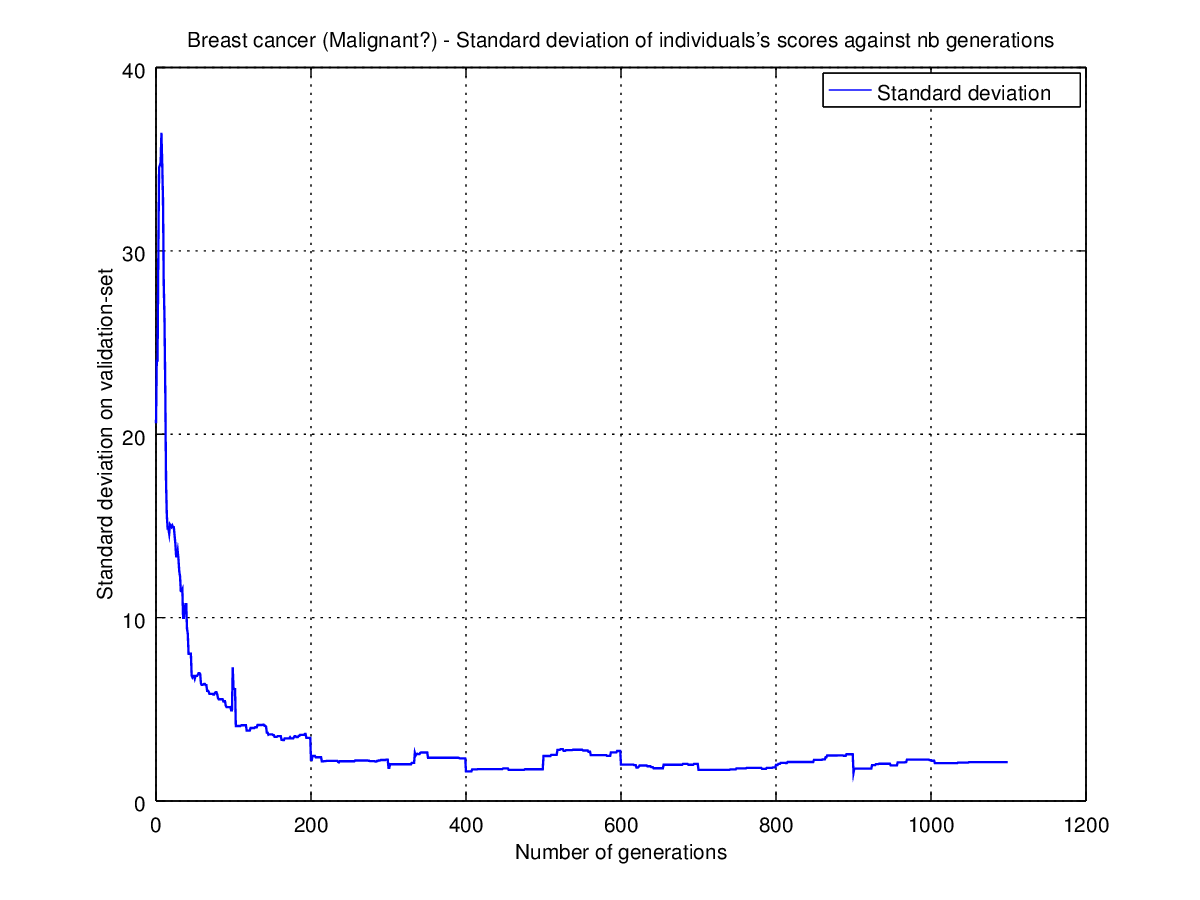 Breast cancer (Malignant?) - Standard deviation of individuals's scores against nb generations
Standard deviation
Standard deviation on validation-set
40
30
20
10
0
0 200 400 600 800 1000 1200
Number of generations